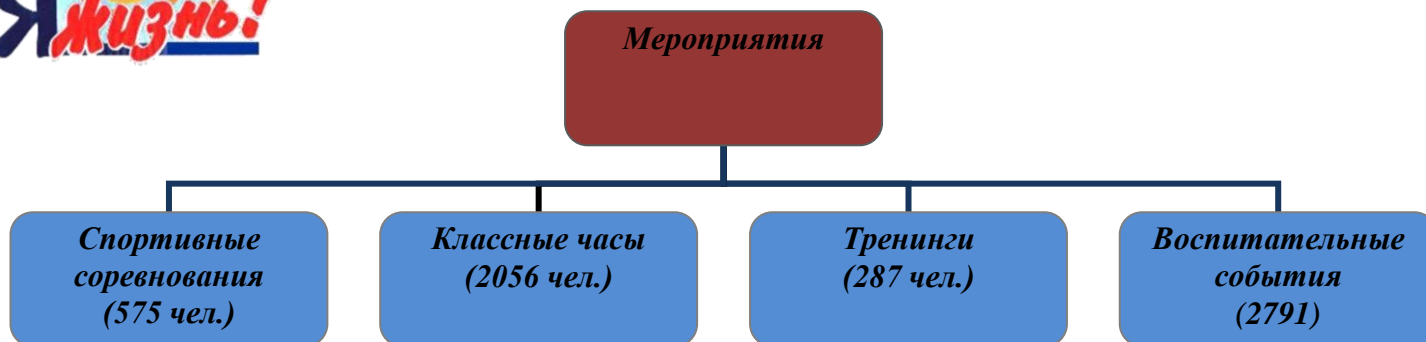 Я жизнь!
Мероприятия
Спортивные
соревнования
(575 чел.)
Классные часы
(2056 чел.)
Тренинги
(287 чел.)
Воспитательные
события
(2791)